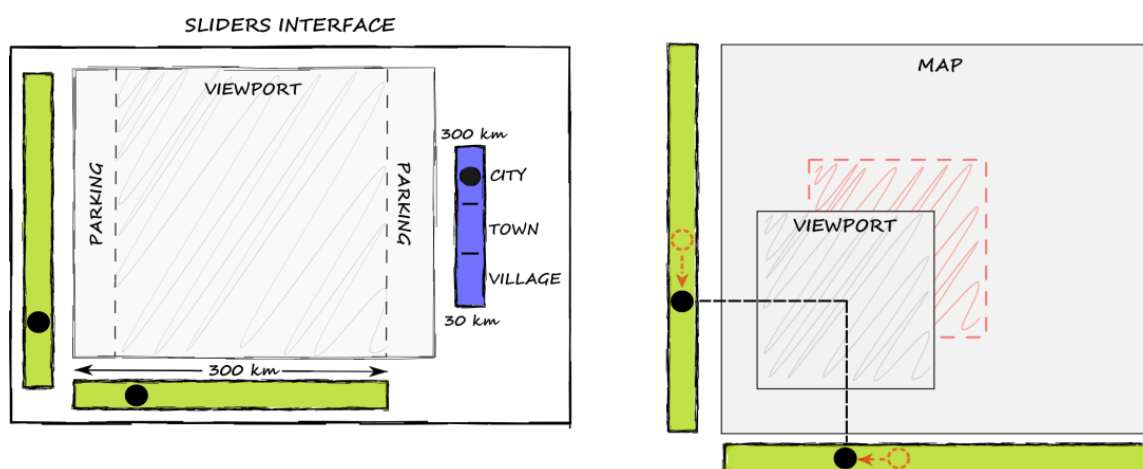 SLIDERS INTERFACE
VIEWPORT
PARKING
PARKING
300 km
CITY
TOWN
VILLAGE
30 km
300 km
MAP
VIEWPORT